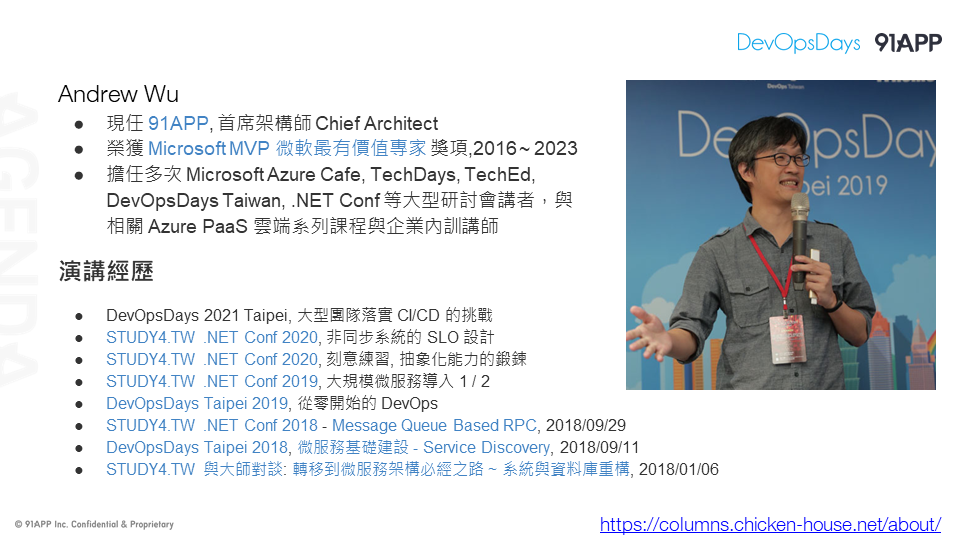 DevOpsDays 91APP
AGENDA
Andrew Wu
● 現任 91APP, 首席架構師 Chief Architect
● 榮獲 Microsoft MVP 微軟最有價值專家 獎項,2016~ 2023
● 擔任多次 Microsoft Azure Cafe, TechDays, TechEd,
DevOpsDays Taiwan, .NET Conf 等大型研討會講者，與
相關 Azure PaaS 雲端系列課程與企業內訓講師
DevOps Taiwan
DevOpsDay
pei 2019
演講經歷
● DevOpsDays 2021 Taipei, 大型團隊落實 CI/CD 的挑戰
● STUDY4.TW .NET Conf 2020, 非同步系統的 SLO 設計
● STUDY4.TW .NET Conf 2020, 刻意練習, 抽象化能力的鍛鍊
● STUDY4.TW .NET Conf 2019, 大規模微服務導入 1 / 2
● DevOpsDays Taipei 2019, 從零開始的 DevOps
● STUDY4.TW .NET Conf 2018 - Message Queue Based RPC, 2018/09/29
● DevOpsDays Taipei 2018, 微服務基礎建設 - Service Discovery, 2018/09/11
● STUDY4.TW 與大師對談: 轉移到微服務架構必經之路 ~ 系統與資料庫重構, 2018/01/06
© 91APP Inc. Confidential & Proprietary
https://columns.chicken-house.net/about/